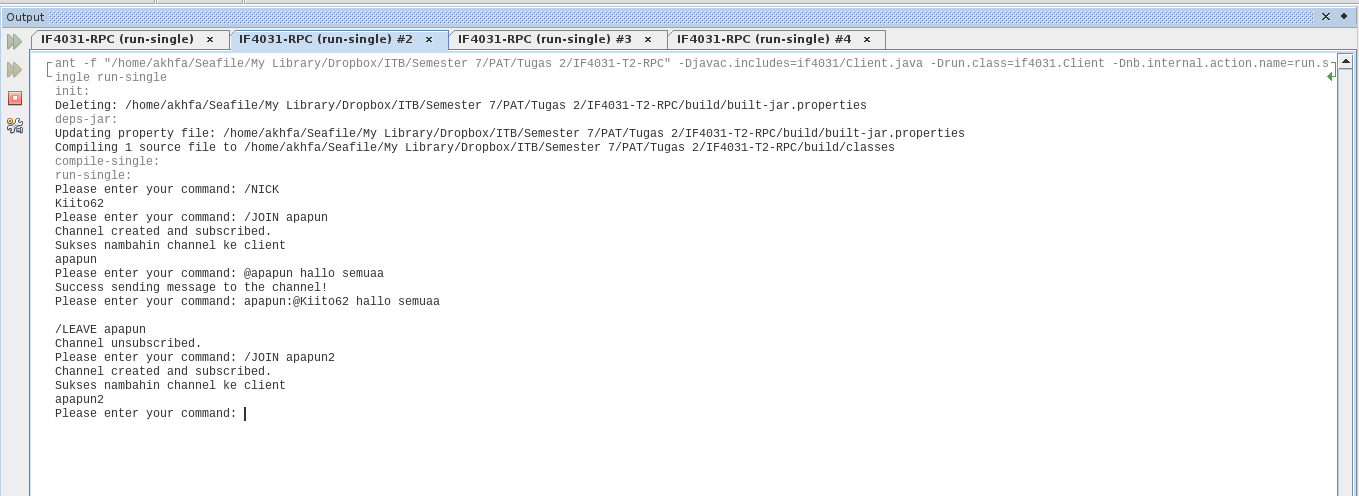 Output
IF4031-RPC (run-single) × IF4031-RPC (run-single) #2 × IF4031-RPC (run-single) #3 × IF4031-RPC (run-single) #4 ×
ant -f "/home/akhfa/Seafile/My Library/Dropbox/ITB/Semester 7/PAT/Tugas 2/IF4031-T2-RPC" -Djavac.includes=if4031/Client.java -Drun.class=if4031.Client -Dnb.internal.action.name=run.s
ingle run-single
init:
Deleting: /home/akhfa/Seafile/My Library/Dropbox/ITB/Semester 7/PAT/Tugas 2/IF4031-T2-RPC/build/built-jar.properties
deps-jar:
Updating property file: /home/akhfa/Seafile/My Library/Dropbox/ITB/Semester 7/PAT/Tugas 2/IF4031-T2-RPC/build/built-jar.properties
Compiling 1 source file to /home/akhfa/Seafile/My Library/Dropbox/ITB/Semester 7/PAT/Tugas 2/IF4031-T2-RPC/build/classes
compile-single:
run-single:
Please enter your command: /NICK
Kiito62
Please enter your command: /JOIN apapun
Channel created and subscribed.
Sukses nambahin channel ke client
apapun
Please enter your command: @apapun hallo semuaa
Success sending message to the channel!
Please enter your command: apapun:@Kiito62 hallo semuaa
/LEAVE apapun
Channel unsubscribed.
Please enter your command: /JOIN apapun2
Channel created and subscribed.
Sukses nambahin channel ke client
apapun2
Please enter your command: